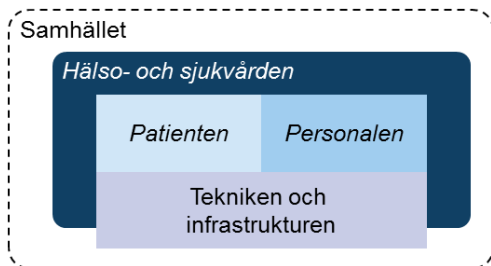 Samhället
Hälso- och sjukvården
Patienten
Personalen
Tekniken och
infrastrukturen